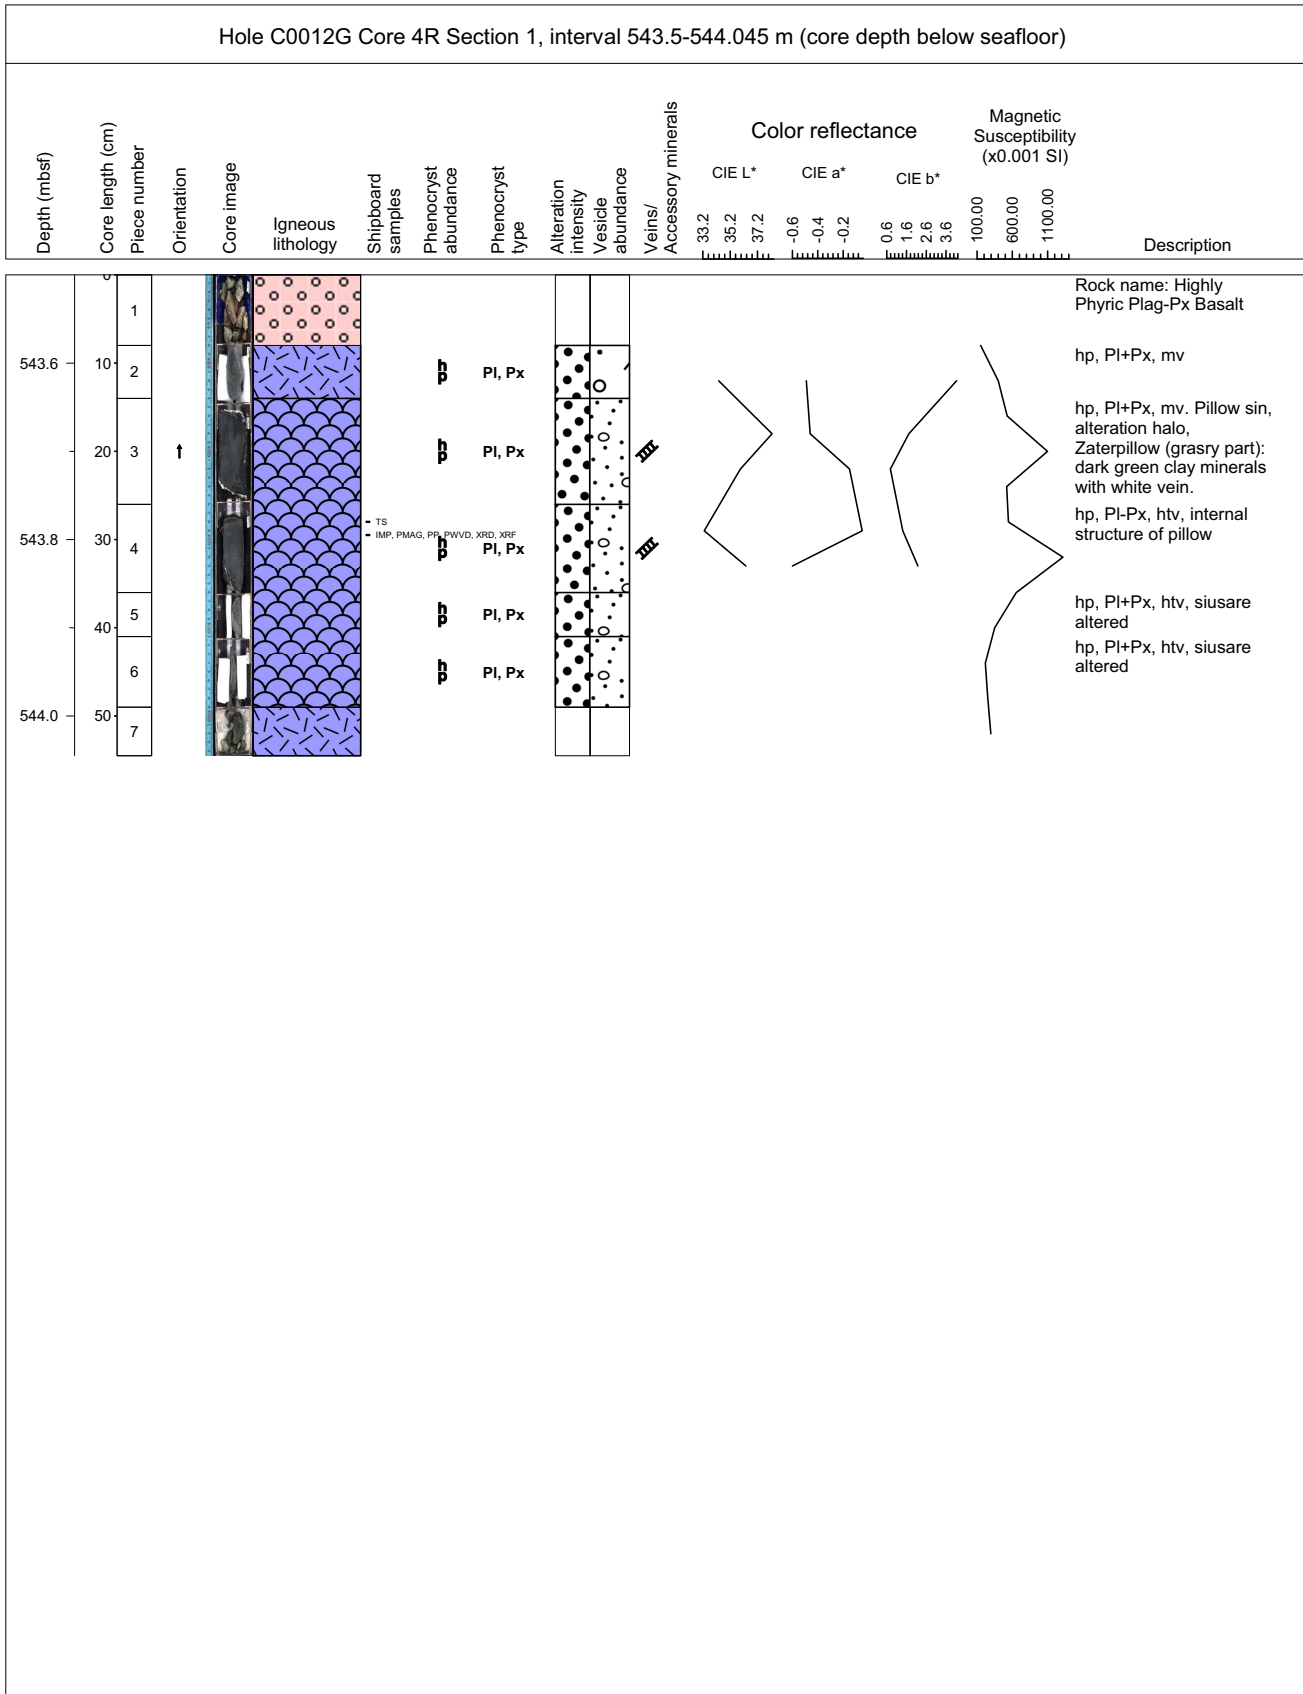 Hole C0012G Core 4R Section 1, interval 543.5-544.045 m (core depth below seafloor)
Depth (mbsf)
Core length (cm)
Piece number
Orientation
Core image
Igneous
lithology
Shipboard
samples
Phenocryst
abundance
Phenocryst
type
Alteration
intensity
Vesicle
abundance
Veins/
Accessory minerals
Color reflectance
CIE L*
CIE a*
CIE b*
33.2 35.2 37.2
-0.6 -0.4 -0.2
0.6 1.6 2.6 3.6
Magnetic
Susceptibility
(x0.001 SI)
1000.00 6000.00 1100.00
Description
0
1
Rock name: Highly
Phyric Plag-Px Basalt
543.6
10
2
hp
Pl, Px
hp, Pl+Px, mv
20
3
hp
Pl, Px
hp, Pl+Px, mv. Pillow sin,
alteration halo,
Zaterpillow (grasry part):
dark green clay minerals
with white vein.
TS
IMP, PMAG, PP, PWVD, XRD, XRF
543.8
30
4
hp
Pl, Px
hp, Pl-Px, htv, internal
structure of pillow
5
40
hp
Pl, Px
hp, Pl+Px, htv, siusare
altered
6
hp
Pl, Px
hp, Pl+Px, htv, siusare
altered
544.0
50
7